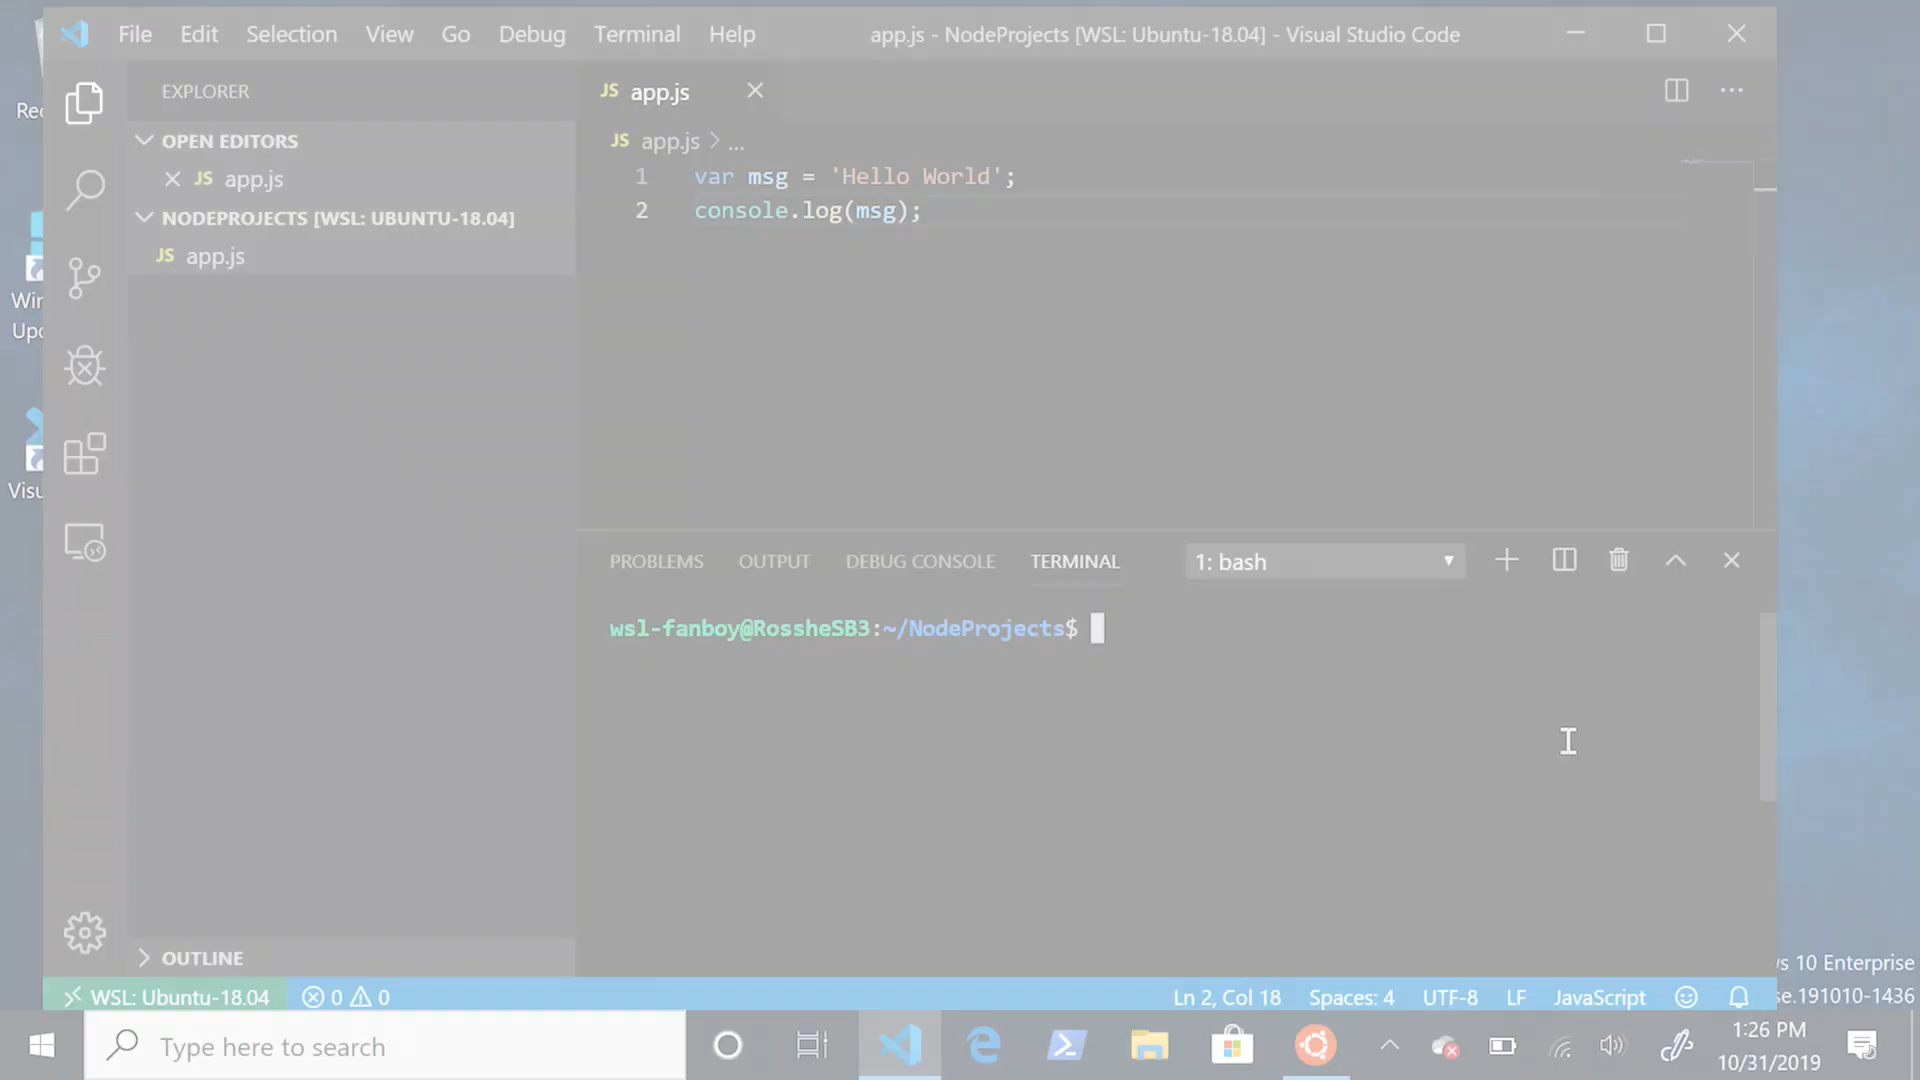 File Edit Selection View Go Debug Terminal Help app.js - NodeProjects [WSL: Ubuntu-18.04] - Visual Studio Code
EXPLORER
OPEN EDITORS
JS app.js
NODEPROJECTS [WSL: UBUNTU-18.04]
JS app.js
OUTLINE
JS app.js
JS app.js > ...
1 var msg = 'Hello World';
2 console.log(msg);
PROBLEMS OUTPUT DEBUG CONSOLE TERMINAL 1: bash
wsl-fanboy@RossheSB3:~/NodeProjects$
WSL: Ubuntu-18.04 0 0 Ln 2, Col 18 Spaces: 4 UTF-8 LF JavaScript
10 Enterprise
se.191010-1436
Type here to search
1:26 PM
10/31/2019